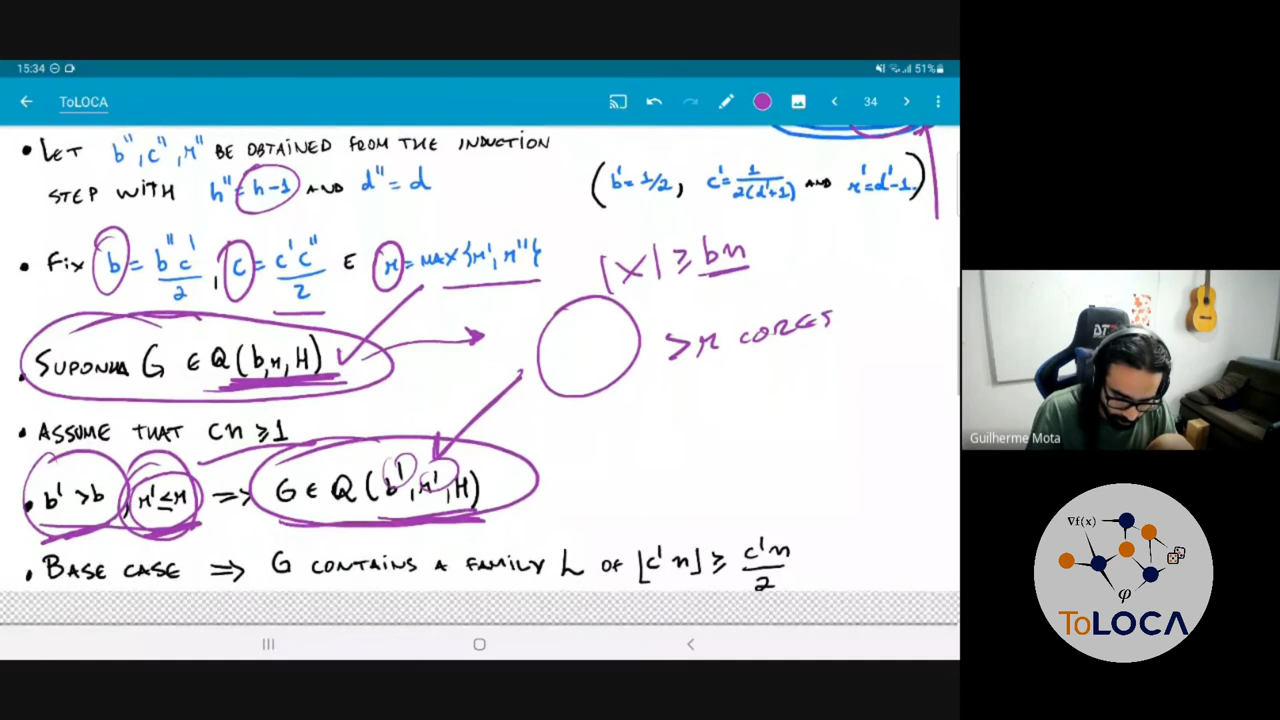 15:34
51%
ToLOCA
34
• LET b'', c'', r'' BE OBTAINED FROM THE INDUCTION
STEP WITH h'' = h-1 AND d'' = d
(b' = 1/2, c' = 1/2(d'+1) AND r' = d'-1.)
• FIX b = b''c'/2, c = c'c''/2 E r = MAX{r', r''}
|X| ≥ bn
> r CORES
• SUPONHA G ∈ Q(b,r,H)
• ASSUME THAT cn ≥ 1
• b' > b, r' ≤ r ⟹ G ∈ Q(b', r', H)
• BASE CASE ⟹ G CONTAINS A FAMILY L OF ⌊c'n⌋ ≥ c'n/2
Guilherme Mota
∇f(x)
φ
ToLOCA